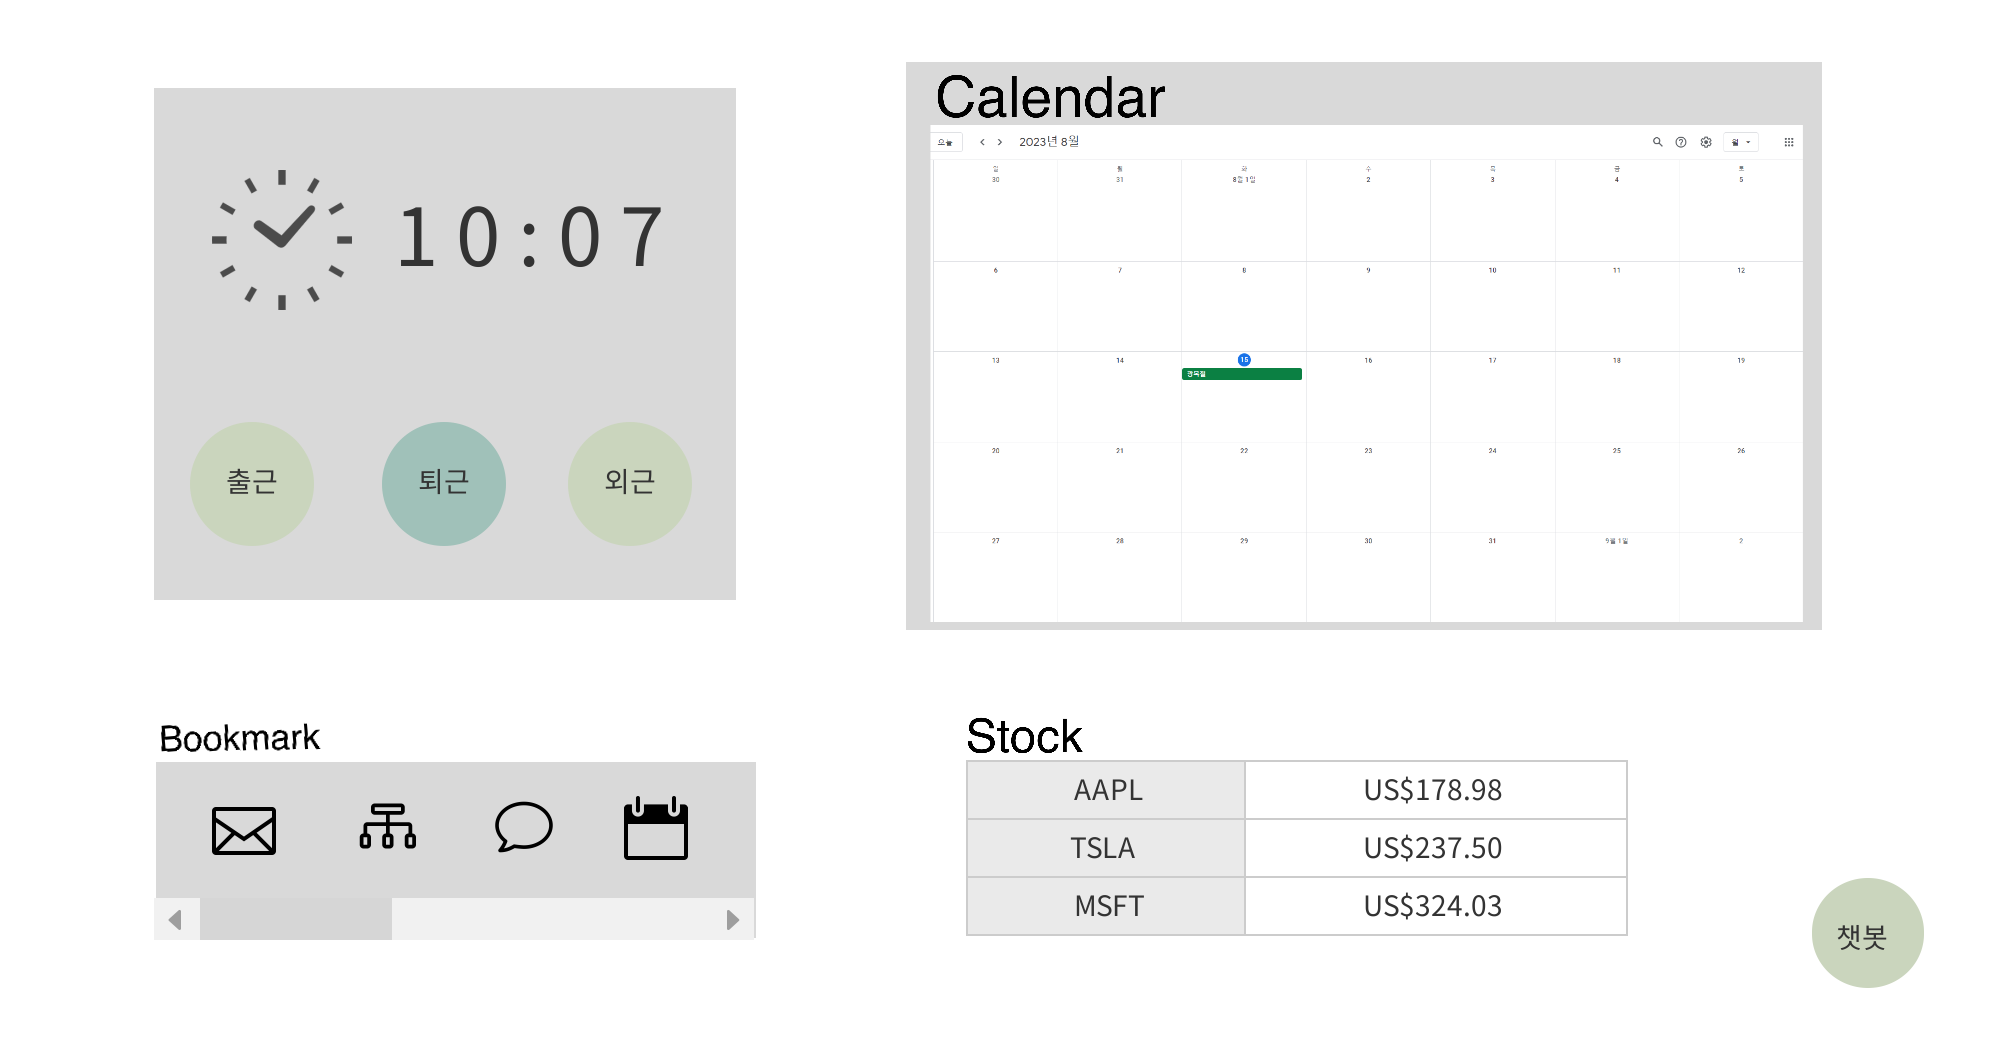 10:07
출근 퇴근 외근
Calendar
오늘 2023년 8월 월
일 월 화 수 목 금 토
30 31 8월 1일 2 3 4 5
6 7 8 9 10 11 12
13 14 15 16 17 18 19
광복절
20 21 22 23 24 25 26
27 28 29 30 31 9월 1일 2
Bookmark
Stock
AAPL US$178.98
TSLA US$237.50
MSFT US$324.03
챗봇